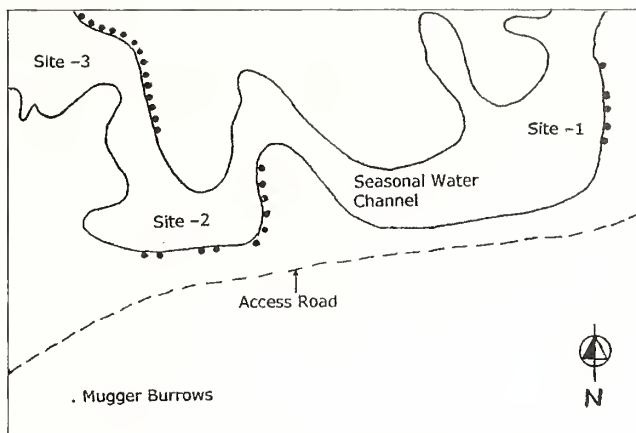 Site -3
Site -1
Seasonal Water
Channel
Site -2
Access Road
. Mugger Burrows
N